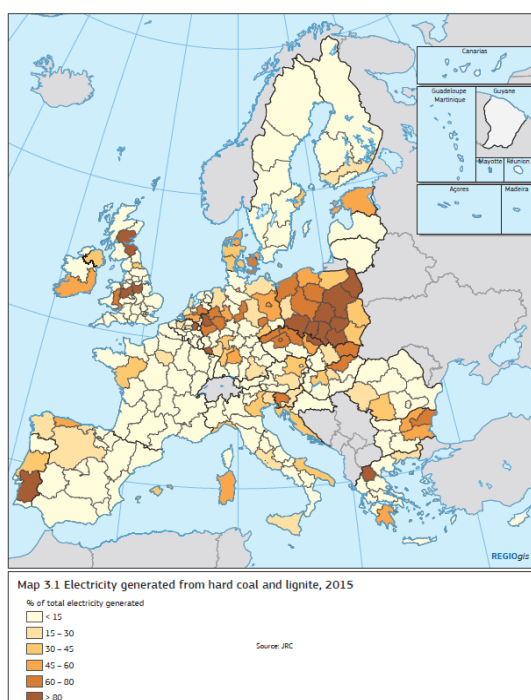 Canarias
Guadeloupe
Martinique
Guyane
Mayotte
Réunion
Açores
Madeira
REGIOgis
Map 3.1 Electricity generated from hard coal and lignite, 2015
% of total electricity generated
< 15
15 – 30
30 – 45
45 – 60
60 – 80
> 80
Source: JRC